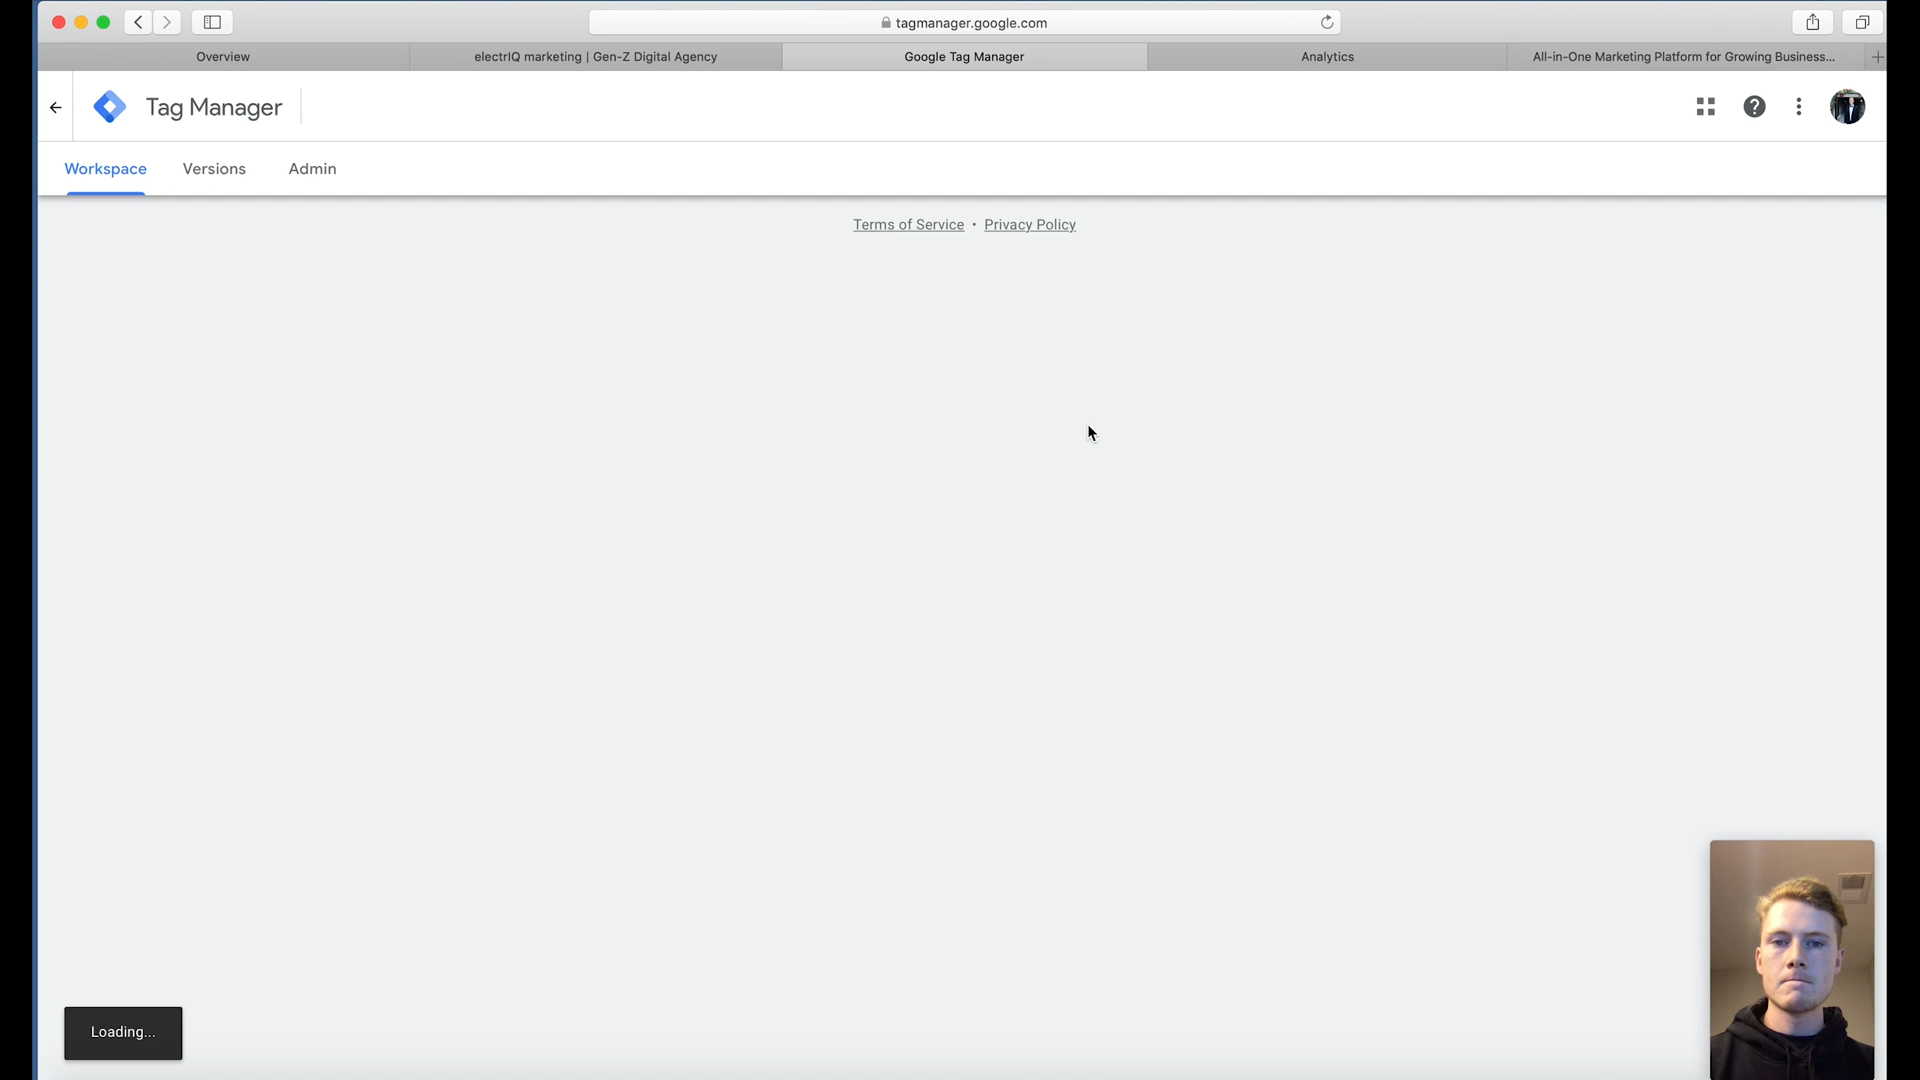 tagmanager.google.com
Overview
electrIQ marketing | Gen-Z Digital Agency
Google Tag Manager
Analytics
All-in-One Marketing Platform for Growing Business...
Tag Manager
Workspace
Versions
Admin
Terms of Service • Privacy Policy
Loading...